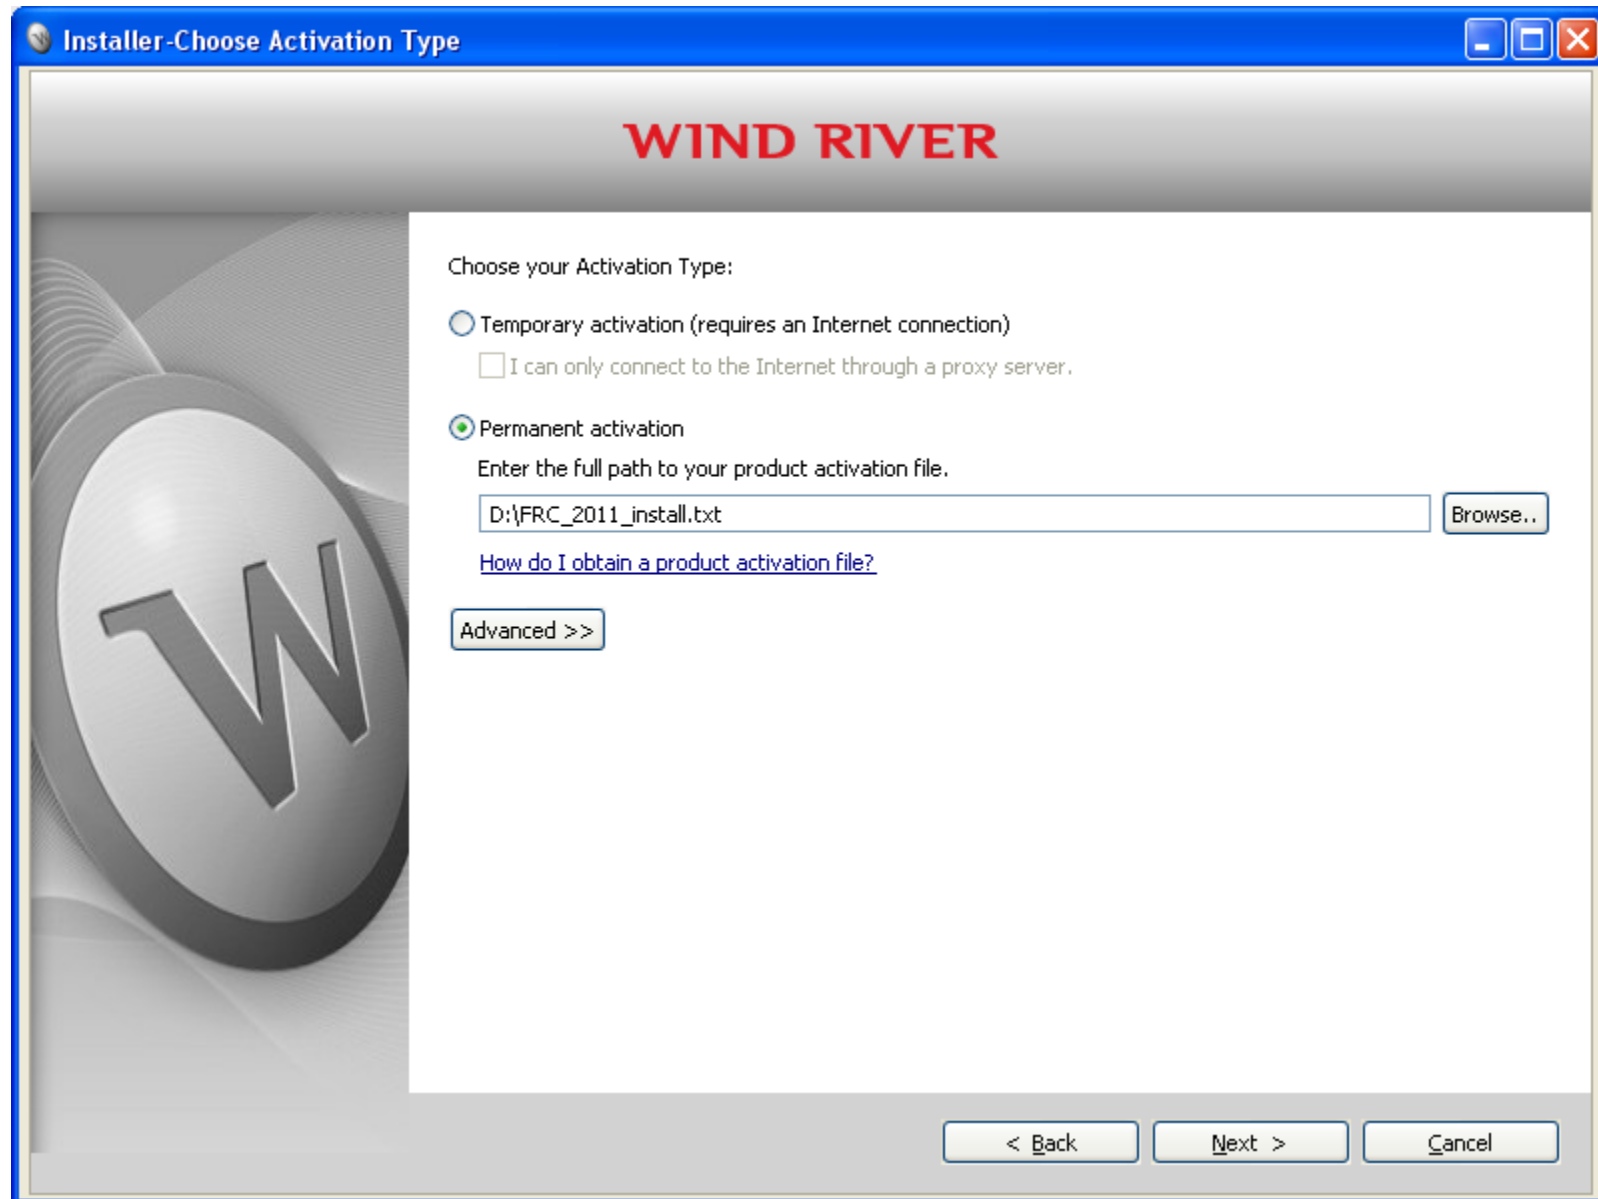 Installer-Choose Activation Type
WIND RIVER
Choose your Activation Type:
Temporary activation (requires an Internet connection)
I can only connect to the Internet through a proxy server.
Permanent activation
Enter the full path to your product activation file.
D:\FRC_2011_install.txt
Browse..
How do I obtain a product activation file?
Advanced >>
W
< Back
Next >
Cancel